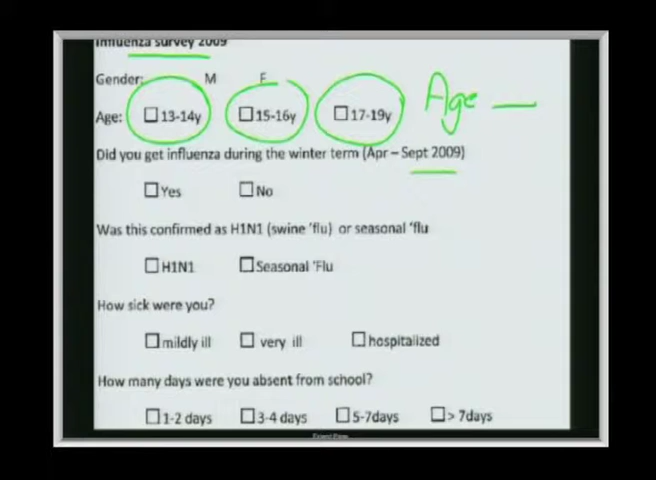 Influenza survey 2009
Gender: M F
Age: ☐ 13-14y ☐ 15-16y ☐ 17-19y Age __
Did you get influenza during the winter term (Apr – Sept 2009)
☐ Yes ☐ No
Was this confirmed as H1N1 (swine 'flu) or seasonal 'flu
☐ H1N1 ☐ Seasonal 'Flu
How sick were you?
☐ mildly ill ☐ very ill ☐ hospitalized
How many days were you absent from school?
☐ 1-2 days ☐ 3-4 days ☐ 5-7days ☐ > 7days